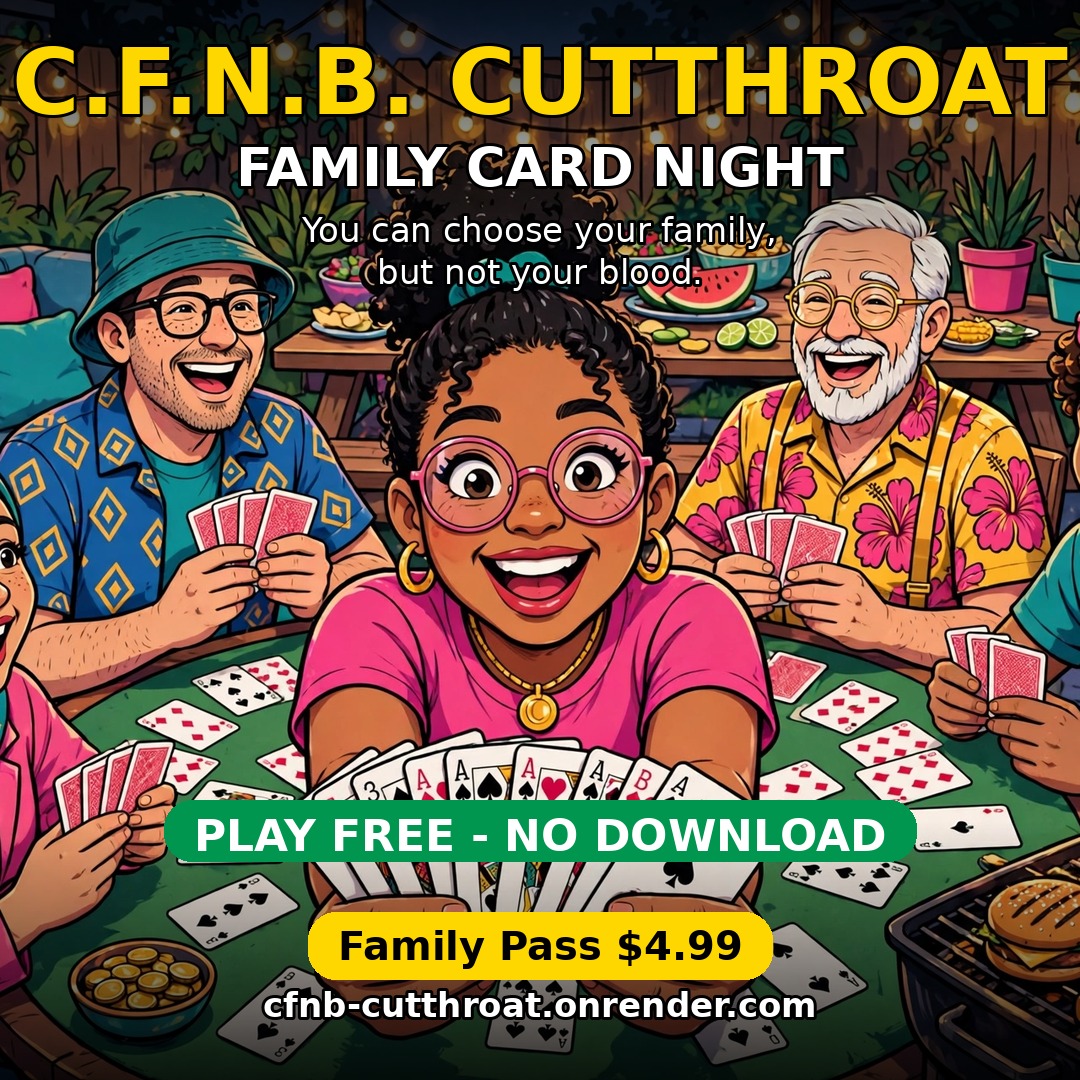 C.F.N.B. CUTTHROAT
FAMILY CARD NIGHT
You can choose your family,
but not your blood.
3 A A A A B A
PLAY FREE - NO DOWNLOAD
Family Pass $4.99
cfnb-cutthroat.onrender.com